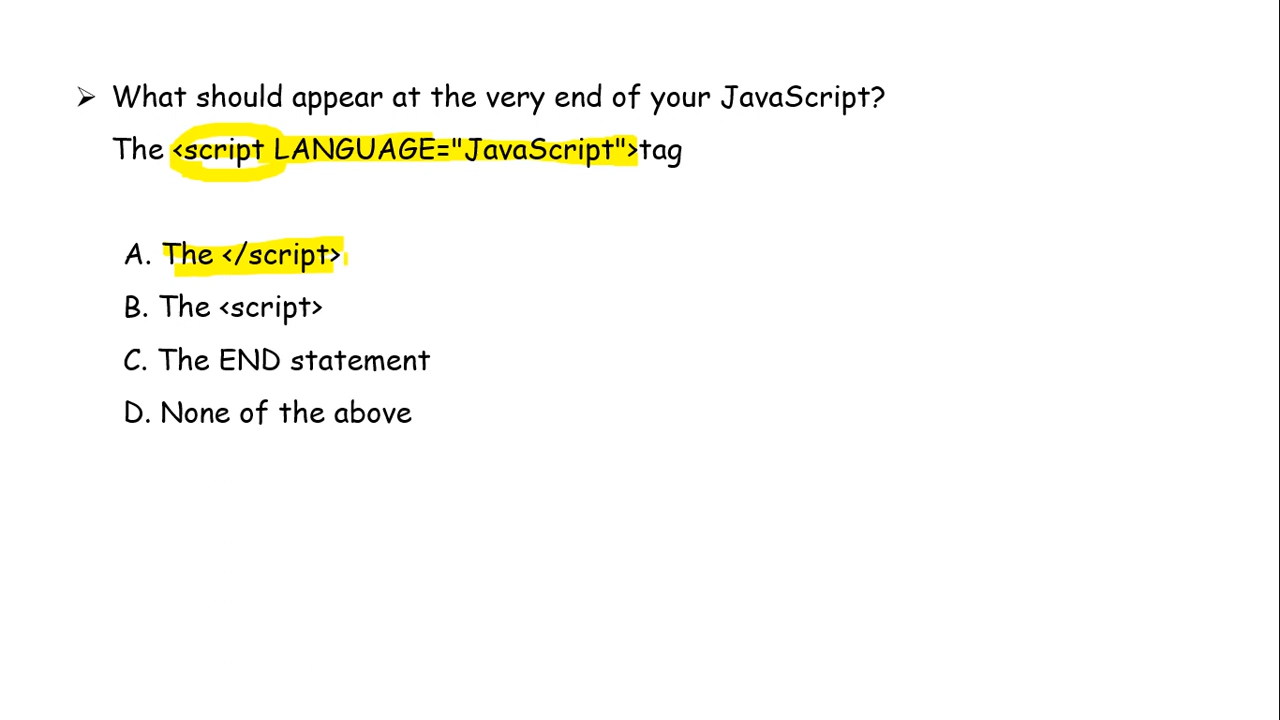 ➢ What should appear at the very end of your JavaScript?
The <script LANGUAGE="JavaScript">tag
A. The </script>
B. The <script>
C. The END statement
D. None of the above